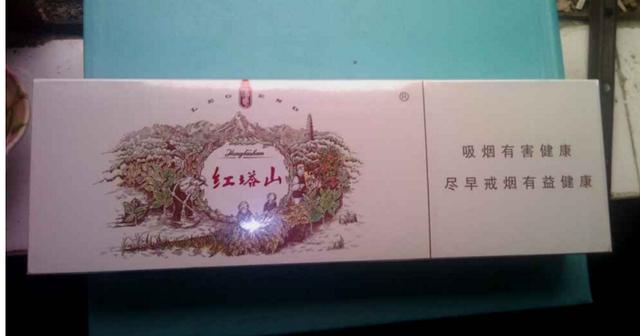 LEGEND
®
Hongtashan
红塔山
吸烟有害健康
尽早戒烟有益健康